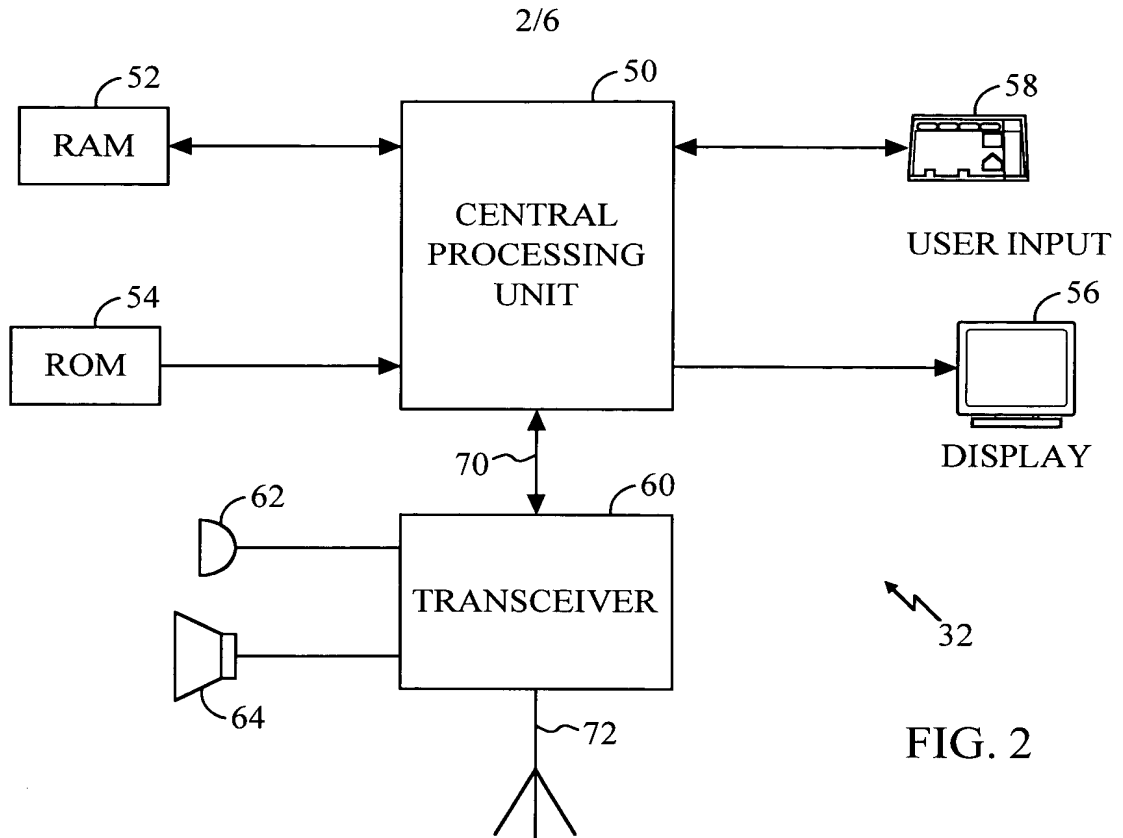 2/6
52
RAM
50
CENTRAL
PROCESSING
UNIT
58
USER INPUT
54
ROM
56
DISPLAY
70
62
60
TRANSCEIVER
64
32
72
FIG. 2